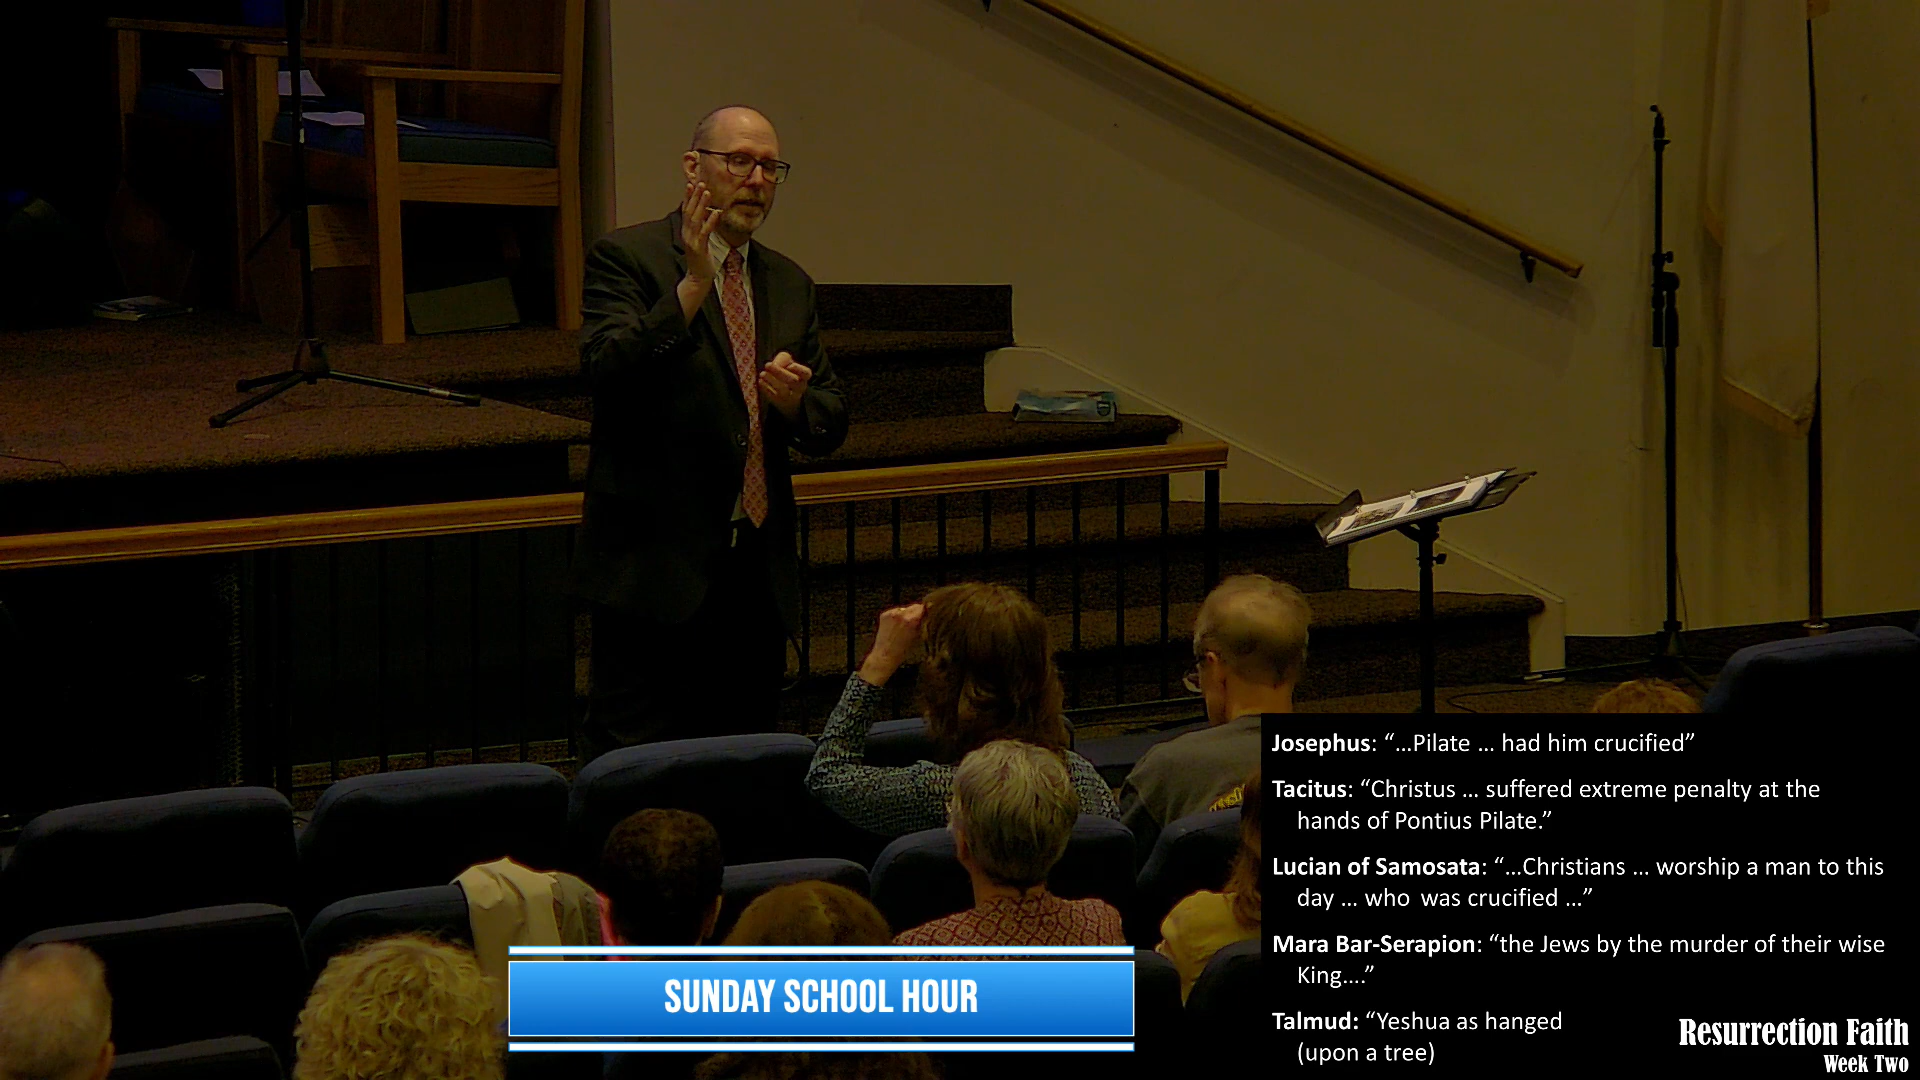 Josephus: “...Pilate ... had him crucified”
Tacitus: “Christus ... suffered extreme penalty at the
hands of Pontius Pilate.”
Lucian of Samosata: “...Christians ... worship a man to this
day ... who was crucified ...”
Mara Bar-Serapion: “the Jews by the murder of their wise
King....”
Talmud: “Yeshua as hanged
(upon a tree)
SUNDAY SCHOOL HOUR
Resurrection Faith
Week Two